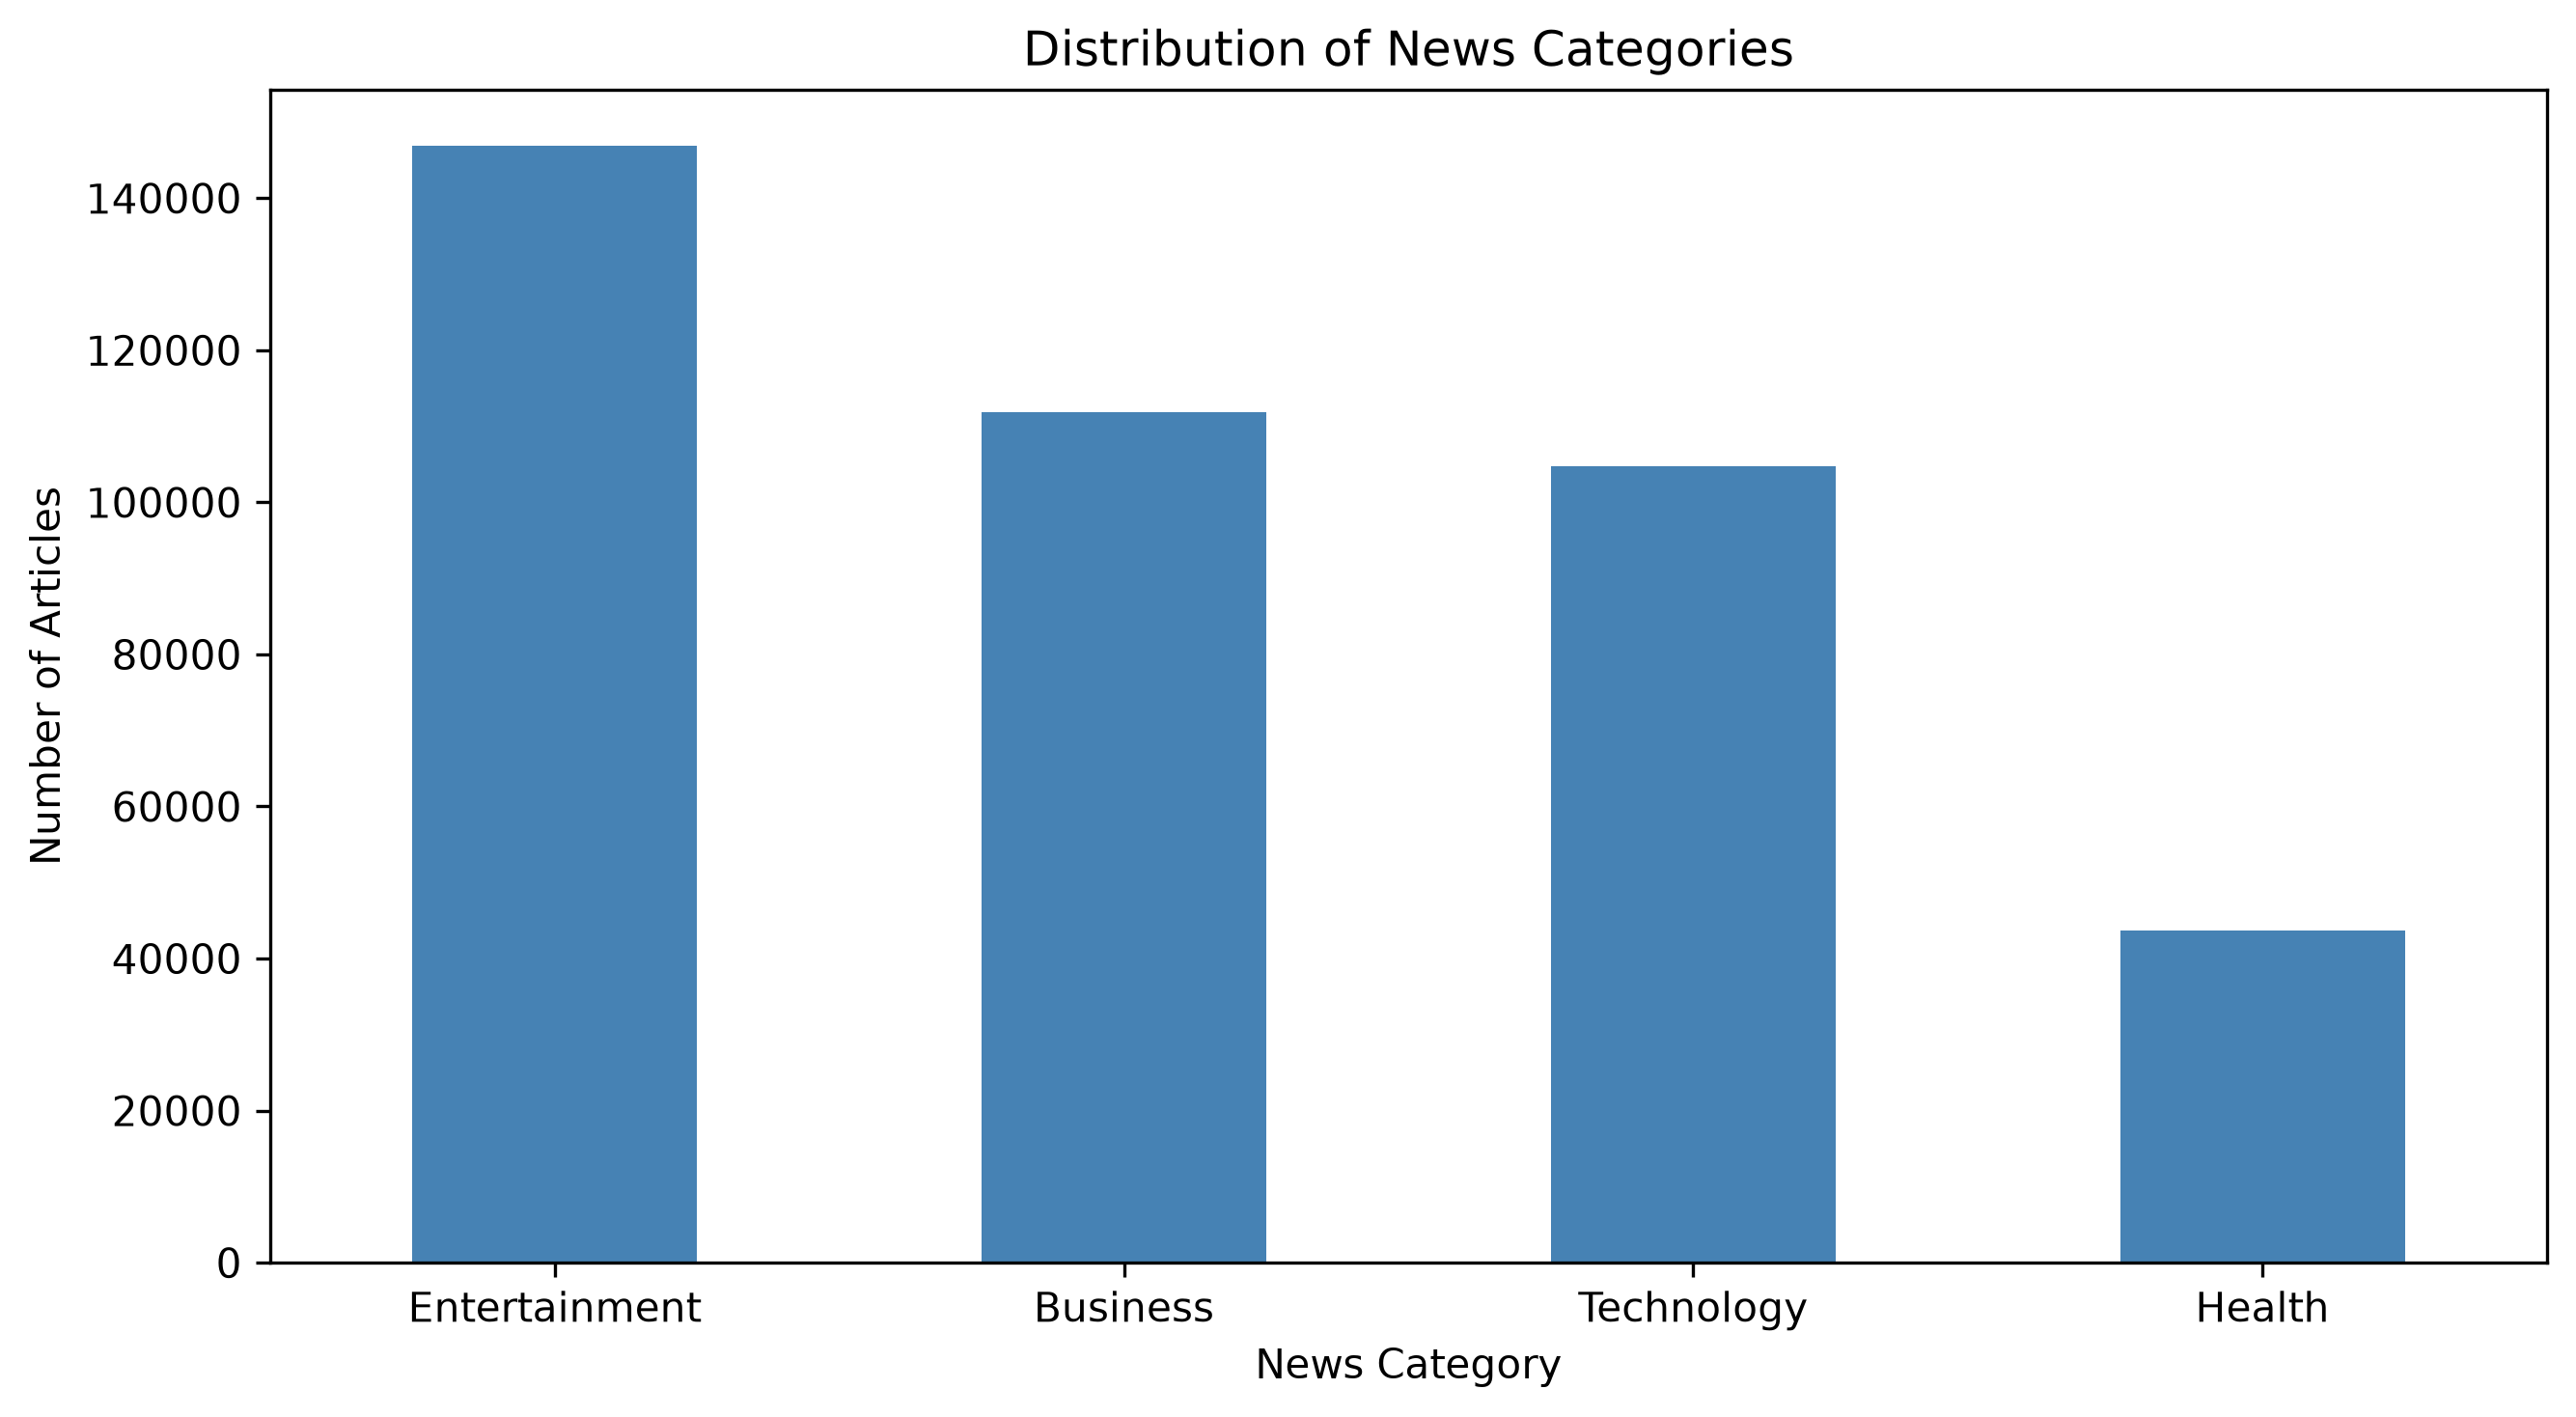 Distribution of News Categories
Number of Articles
140000
120000
100000
80000
60000
40000
20000
0
Entertainment Business Technology Health
News Category